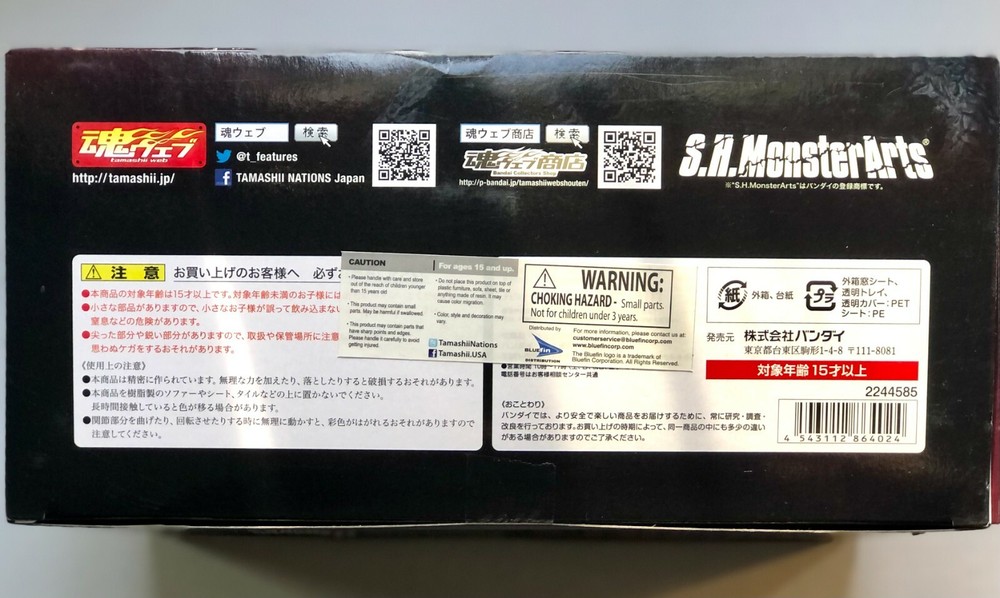 魂ウェブ
tamashii web
http://tamashii.jp/
魂ウェブ 検索
@t_features
TAMASHII NATIONS Japan
魂ウェブ商店 検索
魂ウェブ商店
Bandai Collectors Shop
http://p-bandai.jp/tamashiiwebshouten/
S.H.MonsterArts®
※"S.H.MonsterArts"はバンダイの登録商標です。
注 意 お買い上げのお客様へ 必ずお
●本商品の対象年齢は15才以上です。対象年齢未満のお子様には
●小さな部品がありますので、小さなお子様が誤って飲み込まな
窒息などの危険があります。
●尖った部分や鋭い部分がありますので、取扱や保管場所に注意
思わぬケガをするおそれがあります。
《使用上の注意》
●本商品は精密に作られています。無理な力を加えたり、落としたりすると破損するおそれがあります。
●本商品を樹脂製のソファーやシート、タイルなどの上に置かないでください。
長時間接触していると色が移る場合があります。
●関節部分を曲げたり、回転させたりする時に無理に動かすと、彩色がはがれるおそれがありますので
注意してください。
CAUTION
For ages 15 and up.
• Please handle with care and store
out of the reach of children younger
than 15 years old
• This product may contain small
parts. May be harmful if swallowed.
• This product may contain parts that
have sharp points and edges.
Please handle it carefully to avoid
getting injured.
• Do not place this product on top of
plastic furniture, sofa, sheet, tile or
anything made of resin. It may
cause color migration.
• Color, style and decoration may
vary.
TamashiiNations
Tamashii.USA
WARNING:
CHOKING HAZARD - Small parts.
Not for children under 3 years.
Distributed by
BLUEFIN
DISTRIBUTION
For more information, please contact us at:
customerservice@bluefincorp.com
www.bluefincorp.com
The Bluefin logo is a trademark of
Bluefin Corporation. All Rights Reserved.
電話番号はお客様相談センター共通
《おことわり》
バンダイでは、より安全で楽しい商品をお届けするために、常に研究・調査・
改良を行っております。お買い上げの時期によって、同一商品の中にも多少の違い
がある場合がありますのでご了承ください。
紙
外箱、台紙
プラ
外箱窓シート、
透明トレイ、
透明カバー：PET
シート：PE
発売元 株式会社バンダイ
東京都台東区駒形1-4-8 〒111-8081
対象年齢 15才以上
2244585
4 543112 864024